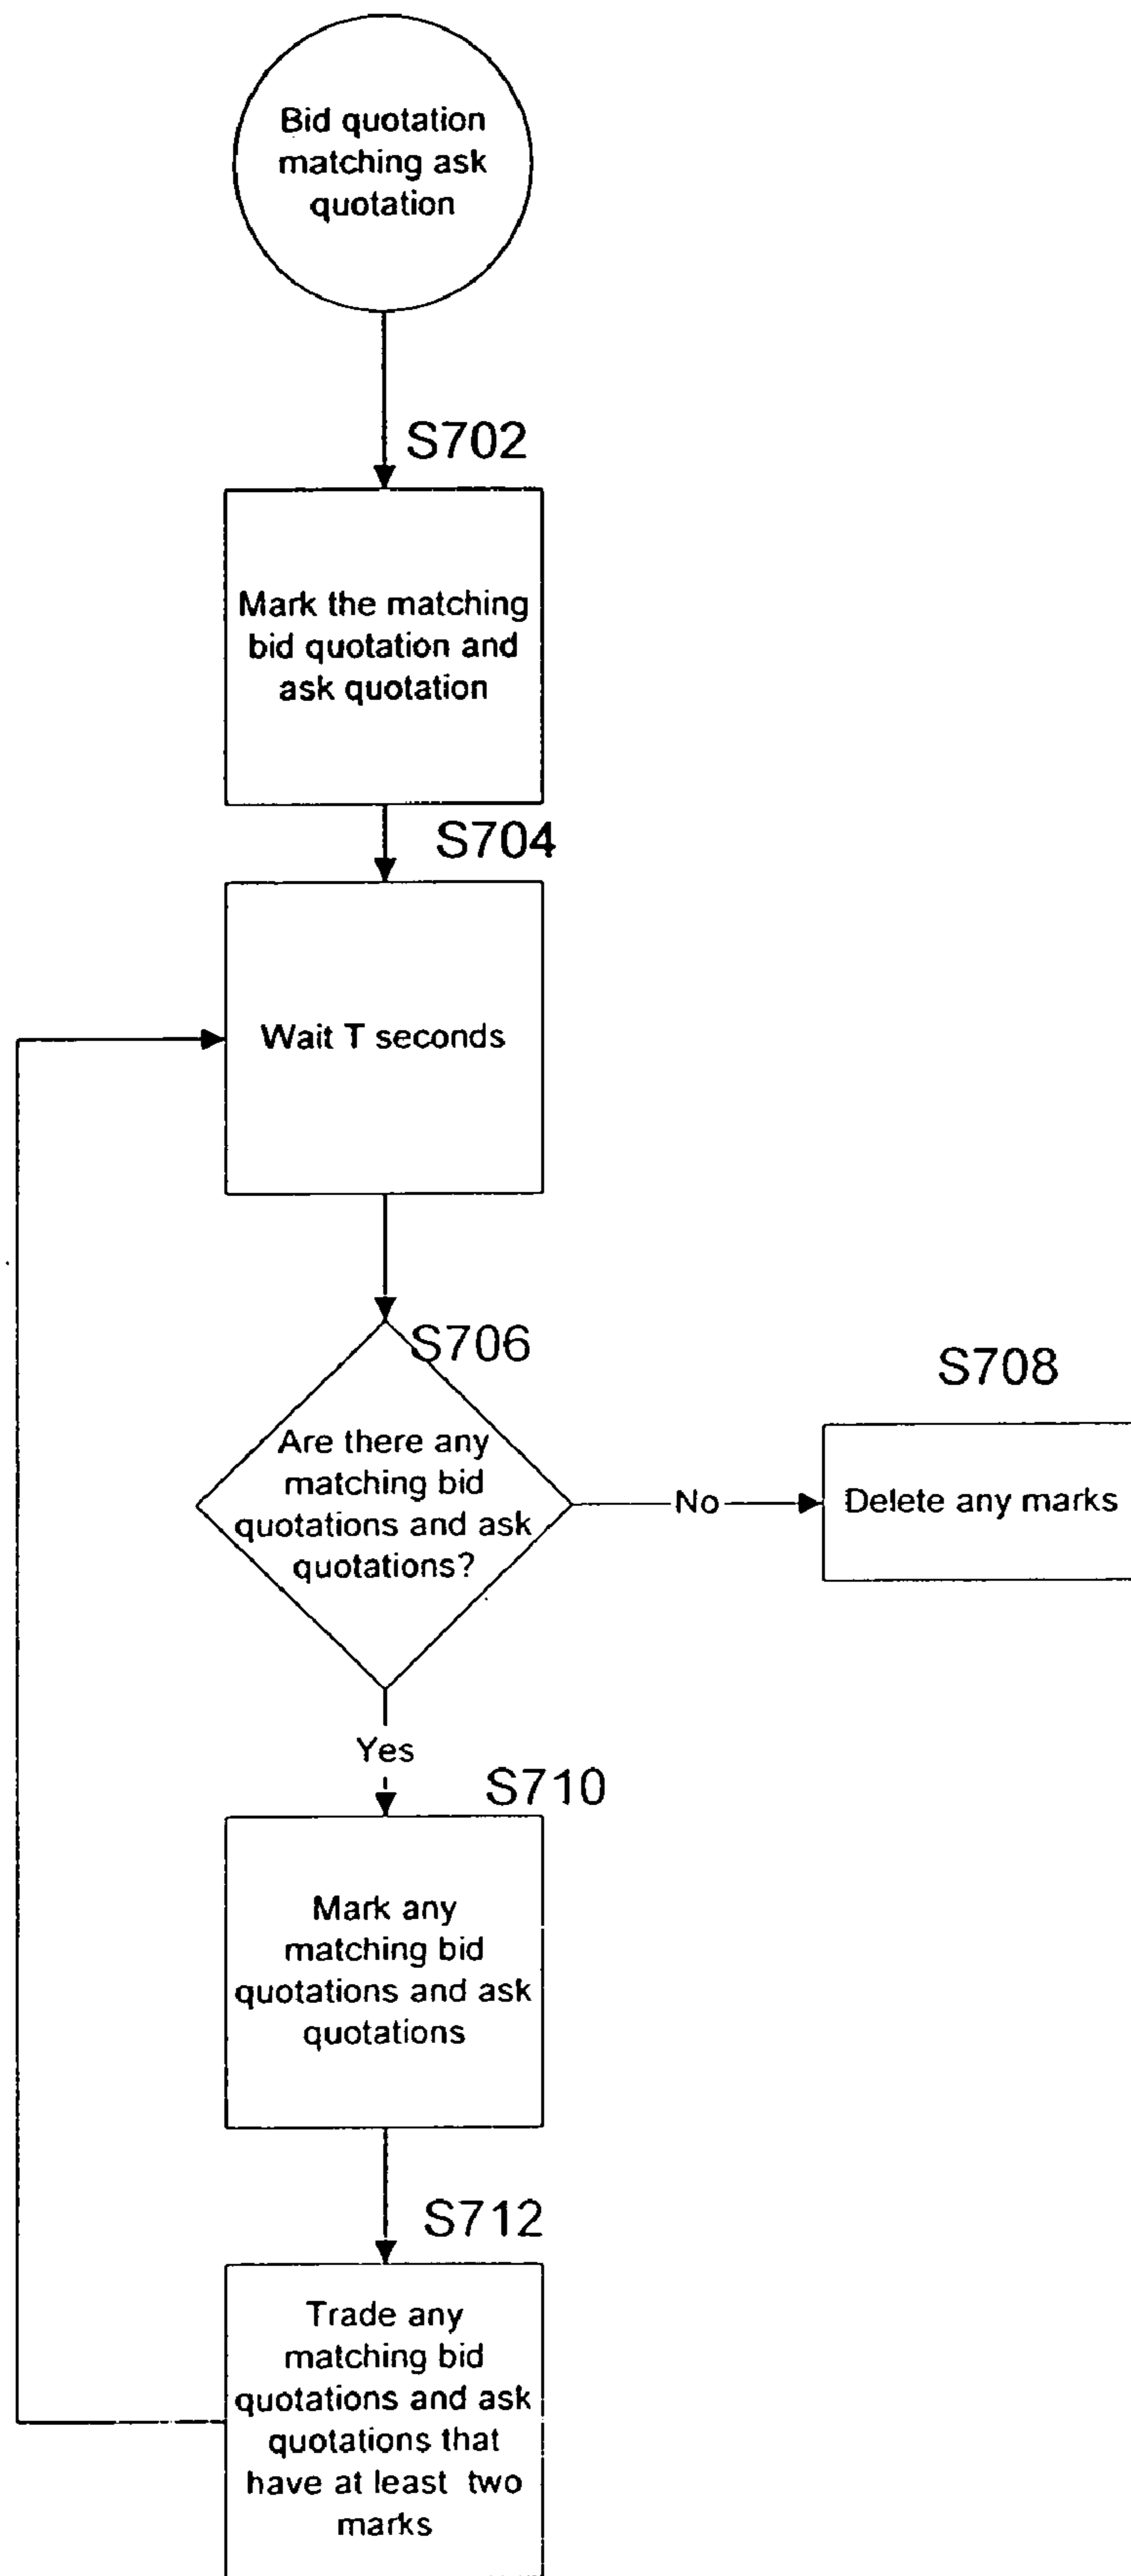 Bid quotation
matching ask
quotation
S702
Mark the matching
bid quotation and
ask quotation
S704
Wait T seconds
S706
Are there any
matching bid
quotations and ask
quotations?
No
S708
Delete any marks
Yes
S710
Mark any
matching bid
quotations and ask
quotations
S712
Trade any
matching bid
quotations and ask
quotations that
have at least two
marks